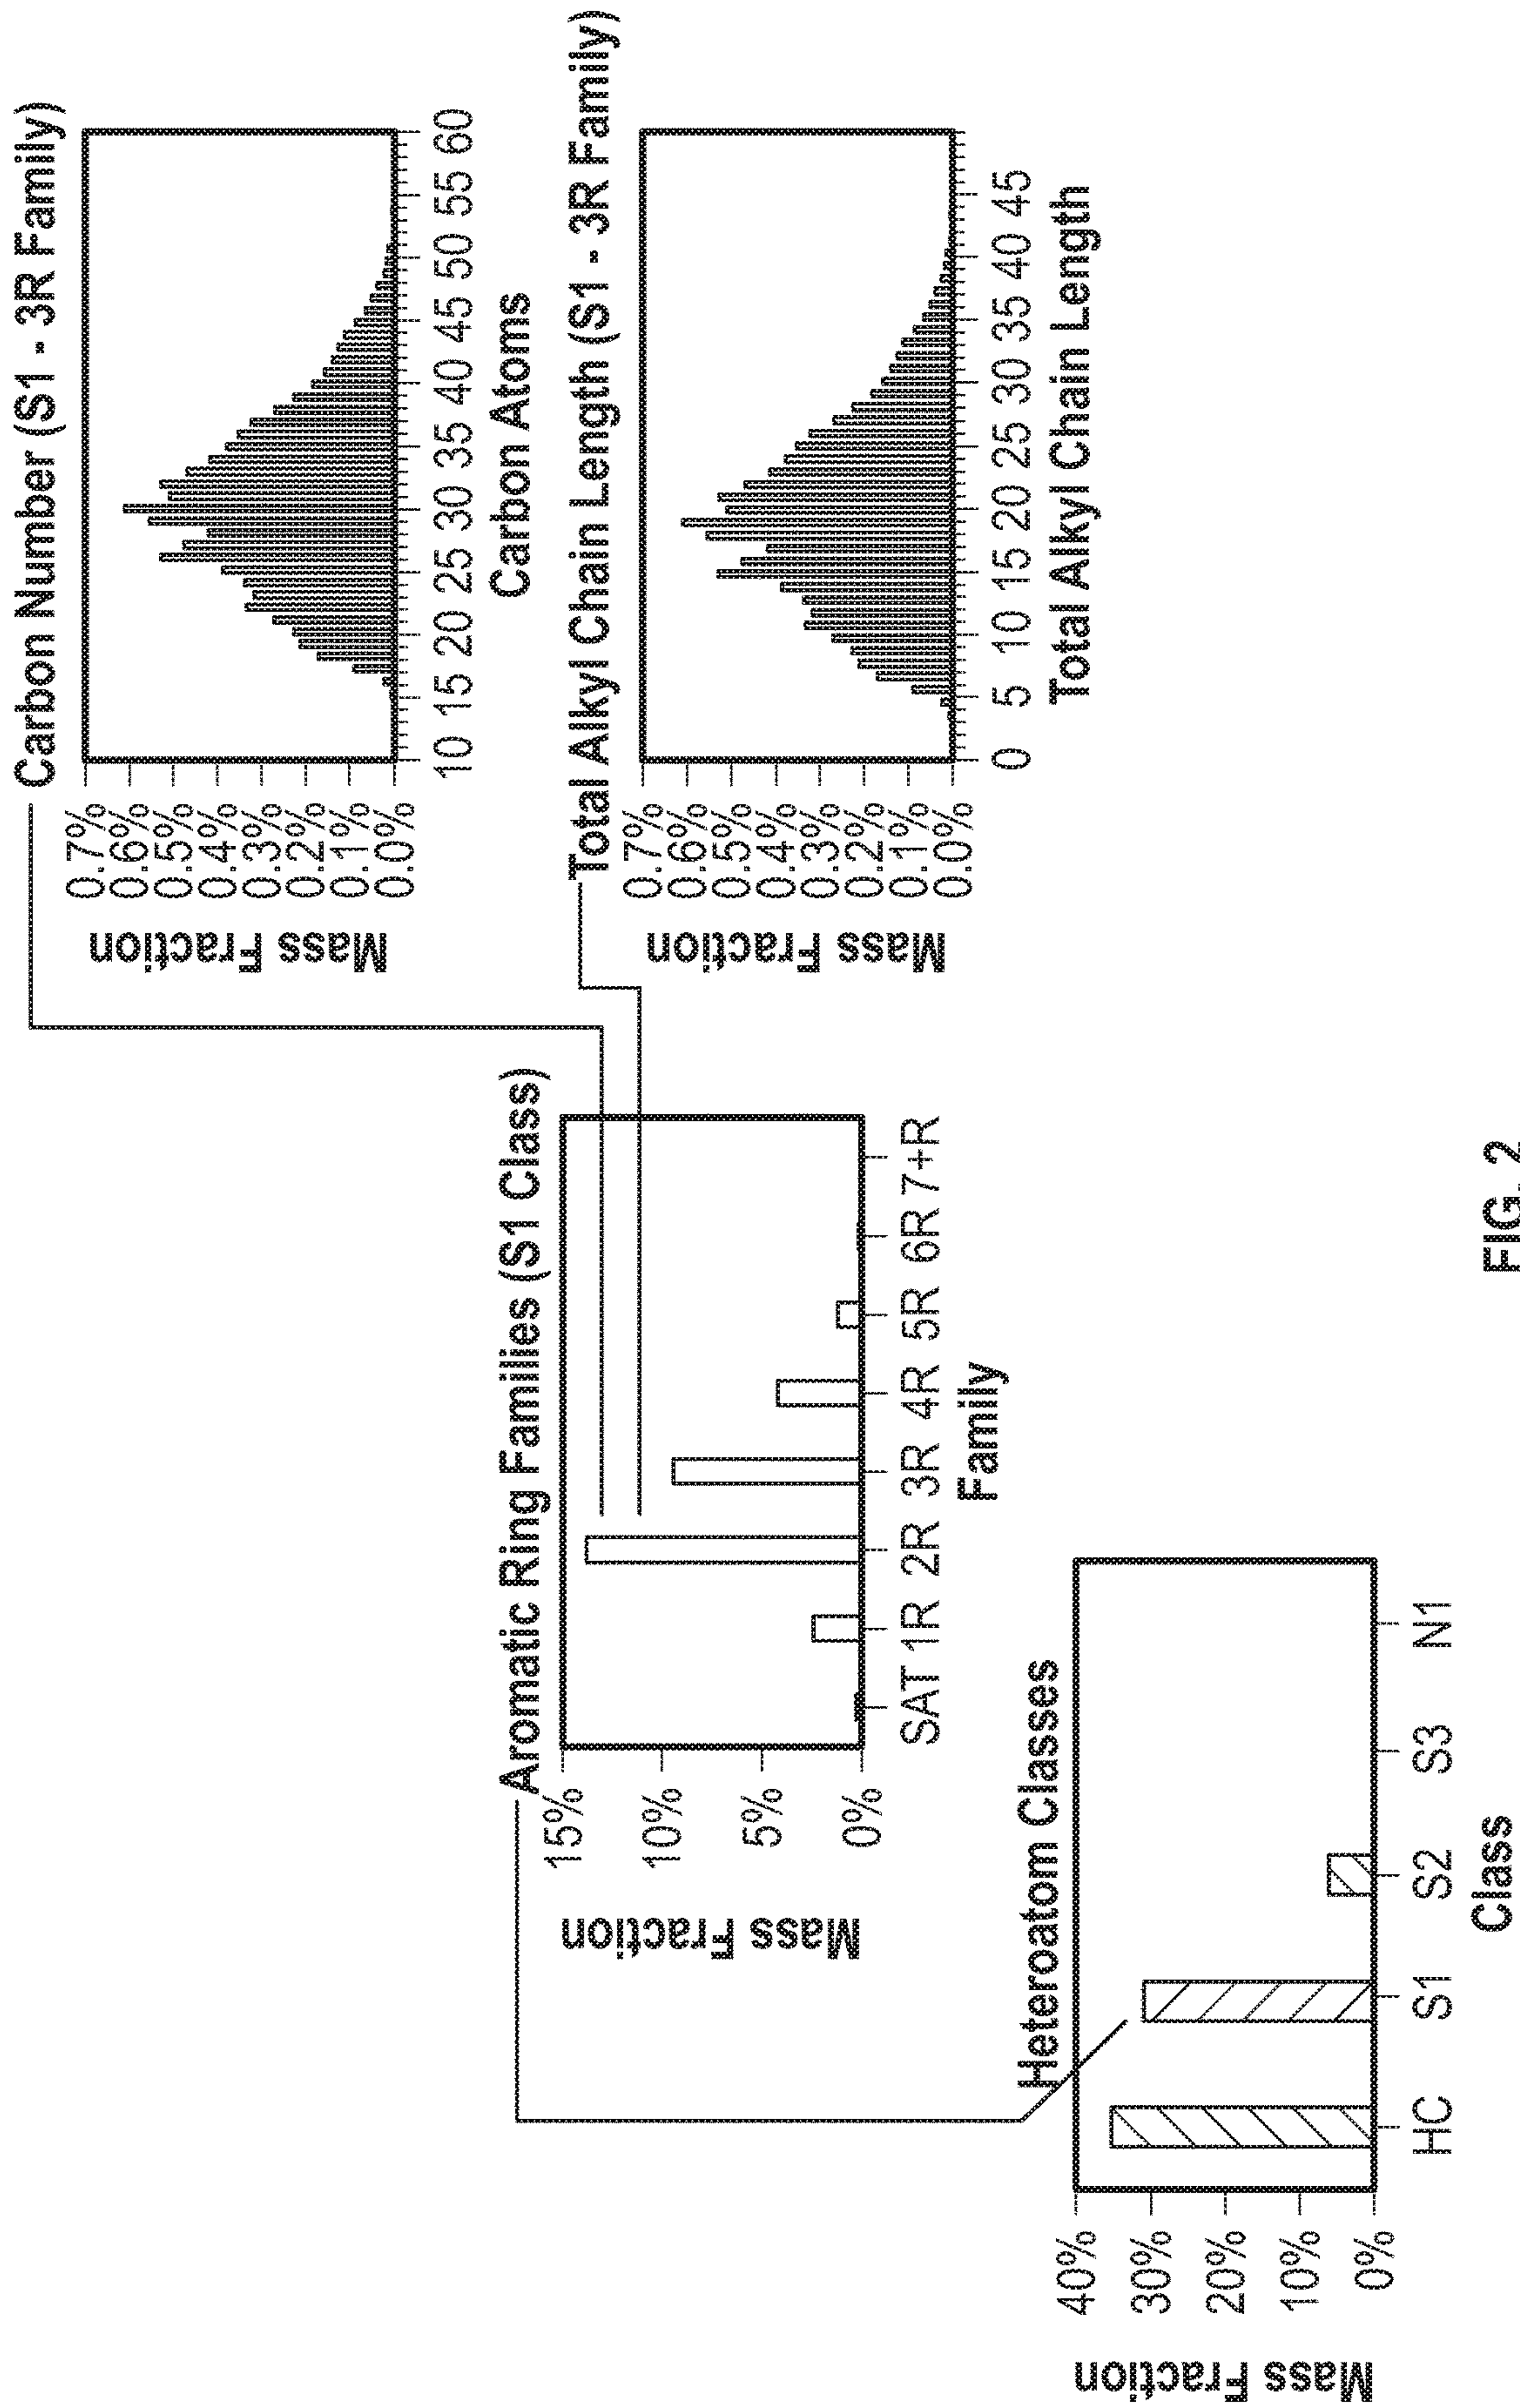 Carbon Number (S1 - 3R Family)
Mass Fraction
0.7%
0.6%
0.5%
0.4%
0.3%
0.2%
0.1%
0.0%
10 15 20 25 30 35 40 45 50 55 60
Carbon Atoms
Total Alkyl Chain Length (S1 - 3R Family)
Mass Fraction
0.7%
0.6%
0.5%
0.4%
0.3%
0.2%
0.1%
0.0%
0 5 10 15 20 25 30 35 40 45
Total Alkyl Chain Length
Aromatic Ring Families (S1 Class)
Mass Fraction
15%
10%
5%
0%
SAT 1R 2R 3R 4R 5R 6R 7+R
Family
Heteroatom Classes
Mass Fraction
40%
30%
20%
10%
0%
HC S1 S2 S3 N1
Class
FIG. 2